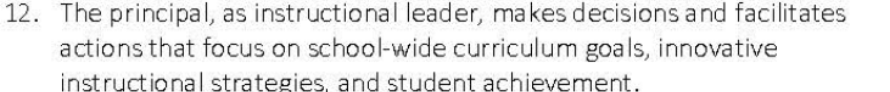 12. The principal, as instructional leader, makes decisions and facilitates
actions that focus on school-wide curriculum goals, innovative
instructional strategies, and student achievement.